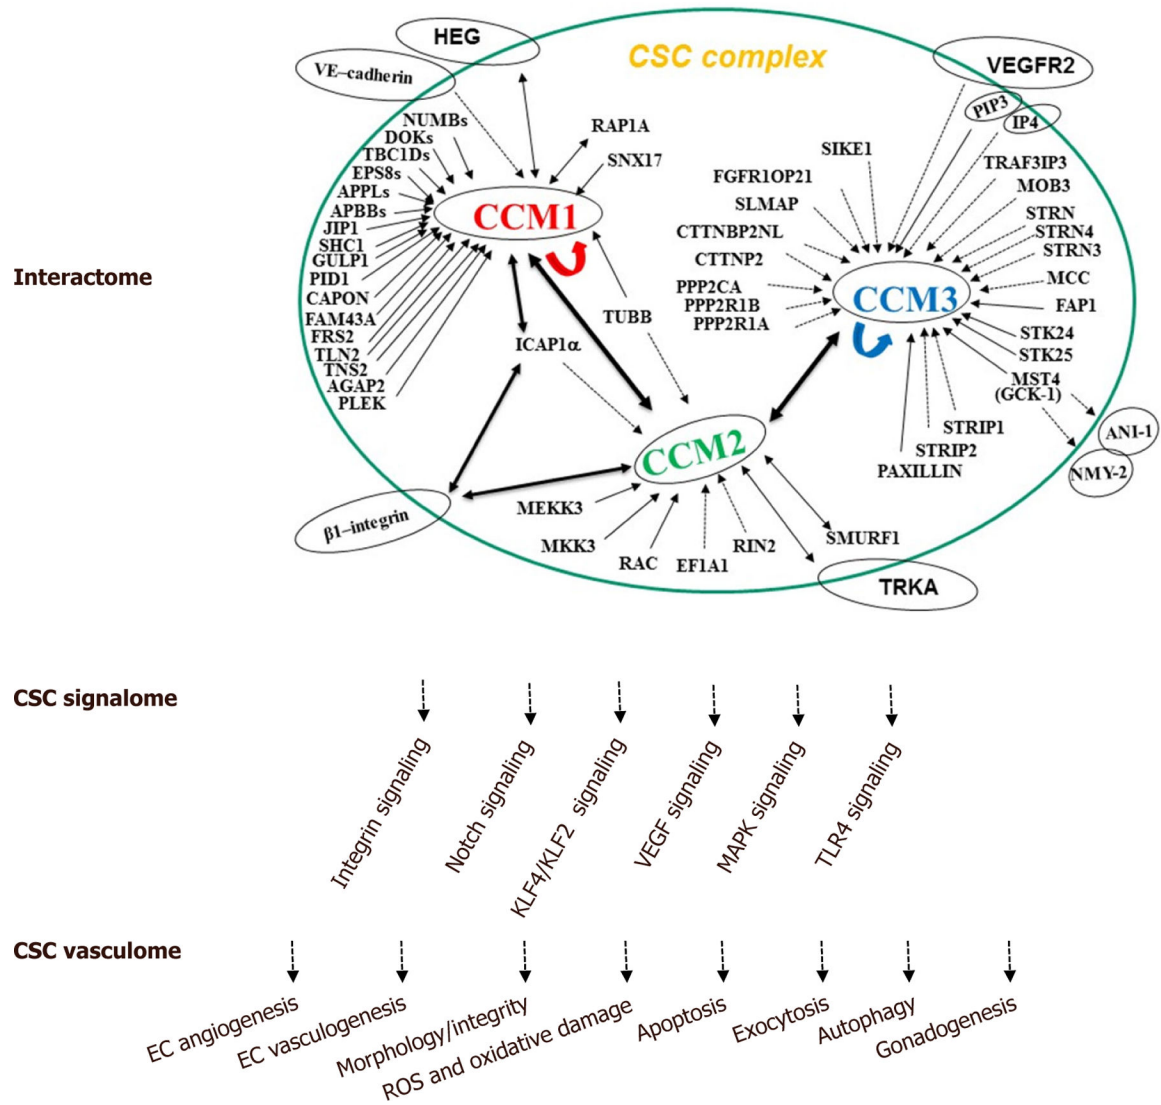 HEG
CSC complex
VEGFR2
VE–cadherin
PIP3
IP4
NUMBs
DOKs
TBC1Ds
EPS8s
APPLs
APBBs
JIP1
SHC1
GULP1
PID1
CAPON
FAM43A
FRS2
TLN2
TNS2
AGAP2
PLEK
RAP1A
SNX17
CCM1
Interactome
TUBB
ICAP1α
SIKE1
FGFR1OP21
SLMAP
CTTNBP2NL
CTTNP2
PPP2CA
PPP2R1B
PPP2R1A
TRAF3IP3
MOB3
STRN
STRN4
STRN3
MCC
FAP1
STK24
STK25
MST4
(GCK-1)
CCM3
STRIP1
STRIP2
PAXILLIN
ANI-1
NMY-2
CCM2
β1–integrin
MEKK3
MKK3
RAC
EF1A1
RIN2
SMURF1
TRKA
CSC signalome
Integrin signaling
Notch signaling
KLF4/KLF2 signaling
VEGF signaling
MAPK signaling
TLR4 signaling
CSC vasculome
EC angiogenesis
EC vasculogenesis
Morphology/integrity
ROS and oxidative damage
Apoptosis
Exocytosis
Autophagy
Gonadogenesis